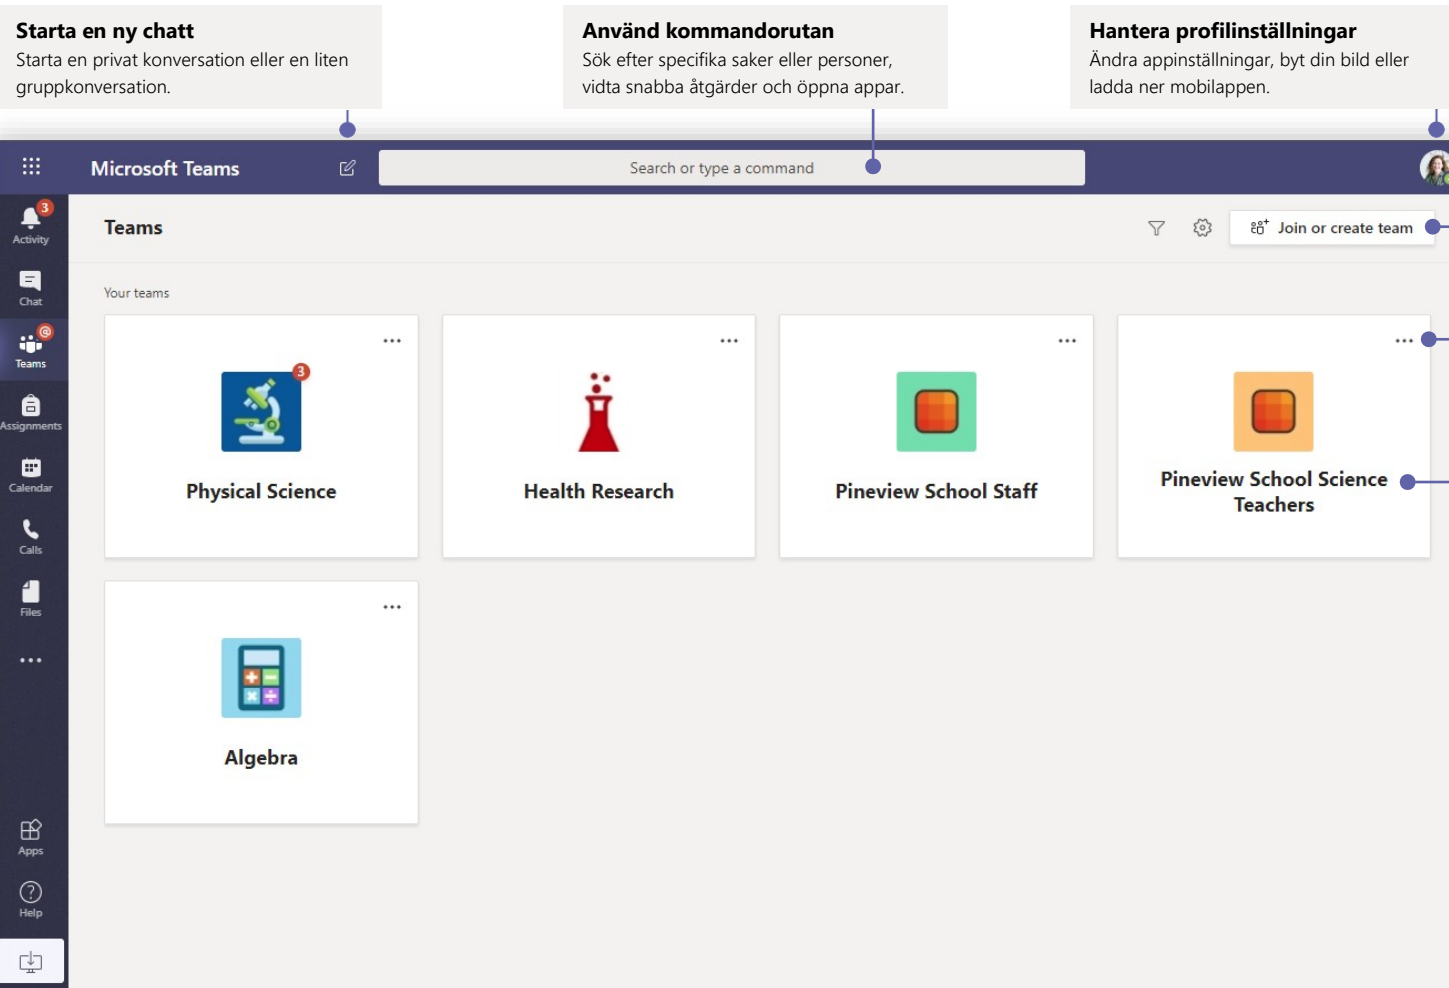 Starta en ny chatt
Starta en privat konversation eller en liten
gruppkonversation.
Använd kommandorutan
Sök efter specifika saker eller personer,
vidta snabba åtgärder och öppna appar.
Hantera profilinställningar
Ändra appinställningar, byt din bild eller
ladda ner mobilappen.
Microsoft Teams
Search or type a command
3
Activity
Chat
@
Teams
Assignments
Calendar
Calls
Files
Apps
Help
Teams
Join or create team
Your teams
3
Physical Science
Health Research
Pineview School Staff
Pineview School Science
Teachers
Algebra